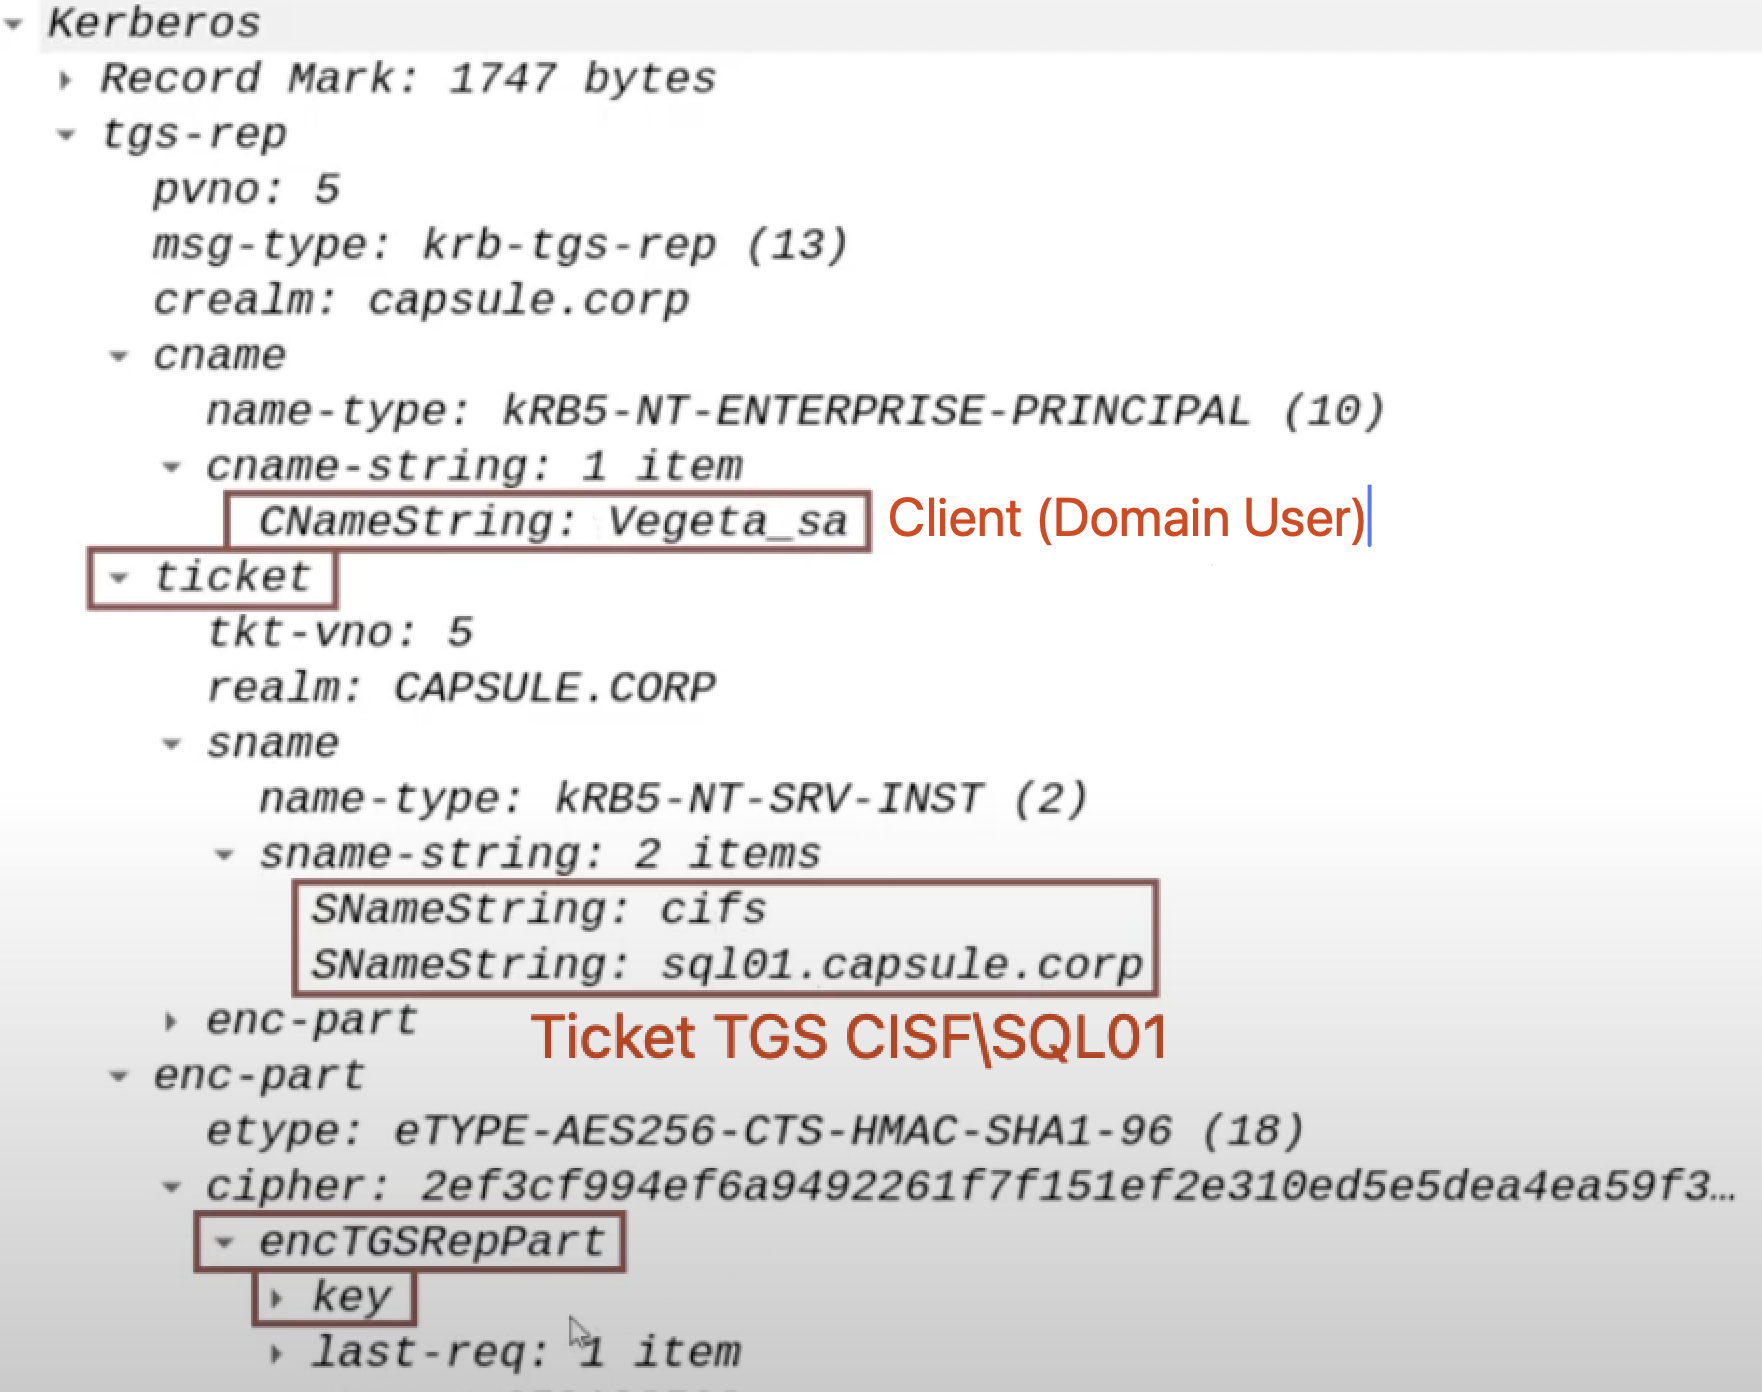 Kerberos
Record Mark: 1747 bytes
tgs-rep
pvno: 5
msg-type: krb-tgs-rep (13)
crealm: capsule.corp
cname
name-type: kRB5-NT-ENTERPRISE-PRINCIPAL (10)
cname-string: 1 item
CNameString: Vegeta_sa Client (Domain User)
ticket
tkt-vno: 5
realm: CAPSULE.CORP
sname
name-type: kRB5-NT-SRV-INST (2)
sname-string: 2 items
SNameString: cifs
SNameString: sql01.capsule.corp
enc-part
Ticket TGS CISF\SQL01
enc-part
etype: eTYPE-AES256-CTS-HMAC-SHA1-96 (18)
cipher: 2ef3cf994ef6a9492261f7f151ef2e310ed5e5dea4ea59f3…
encTGSRepPart
key
last-req: 1 item